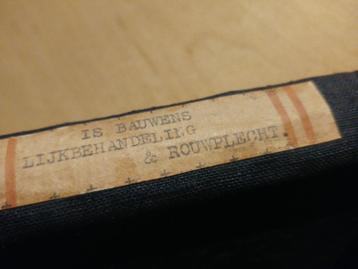 IS BAUWENS
LIJKBEHANDELING
& ROUWPLECHT.